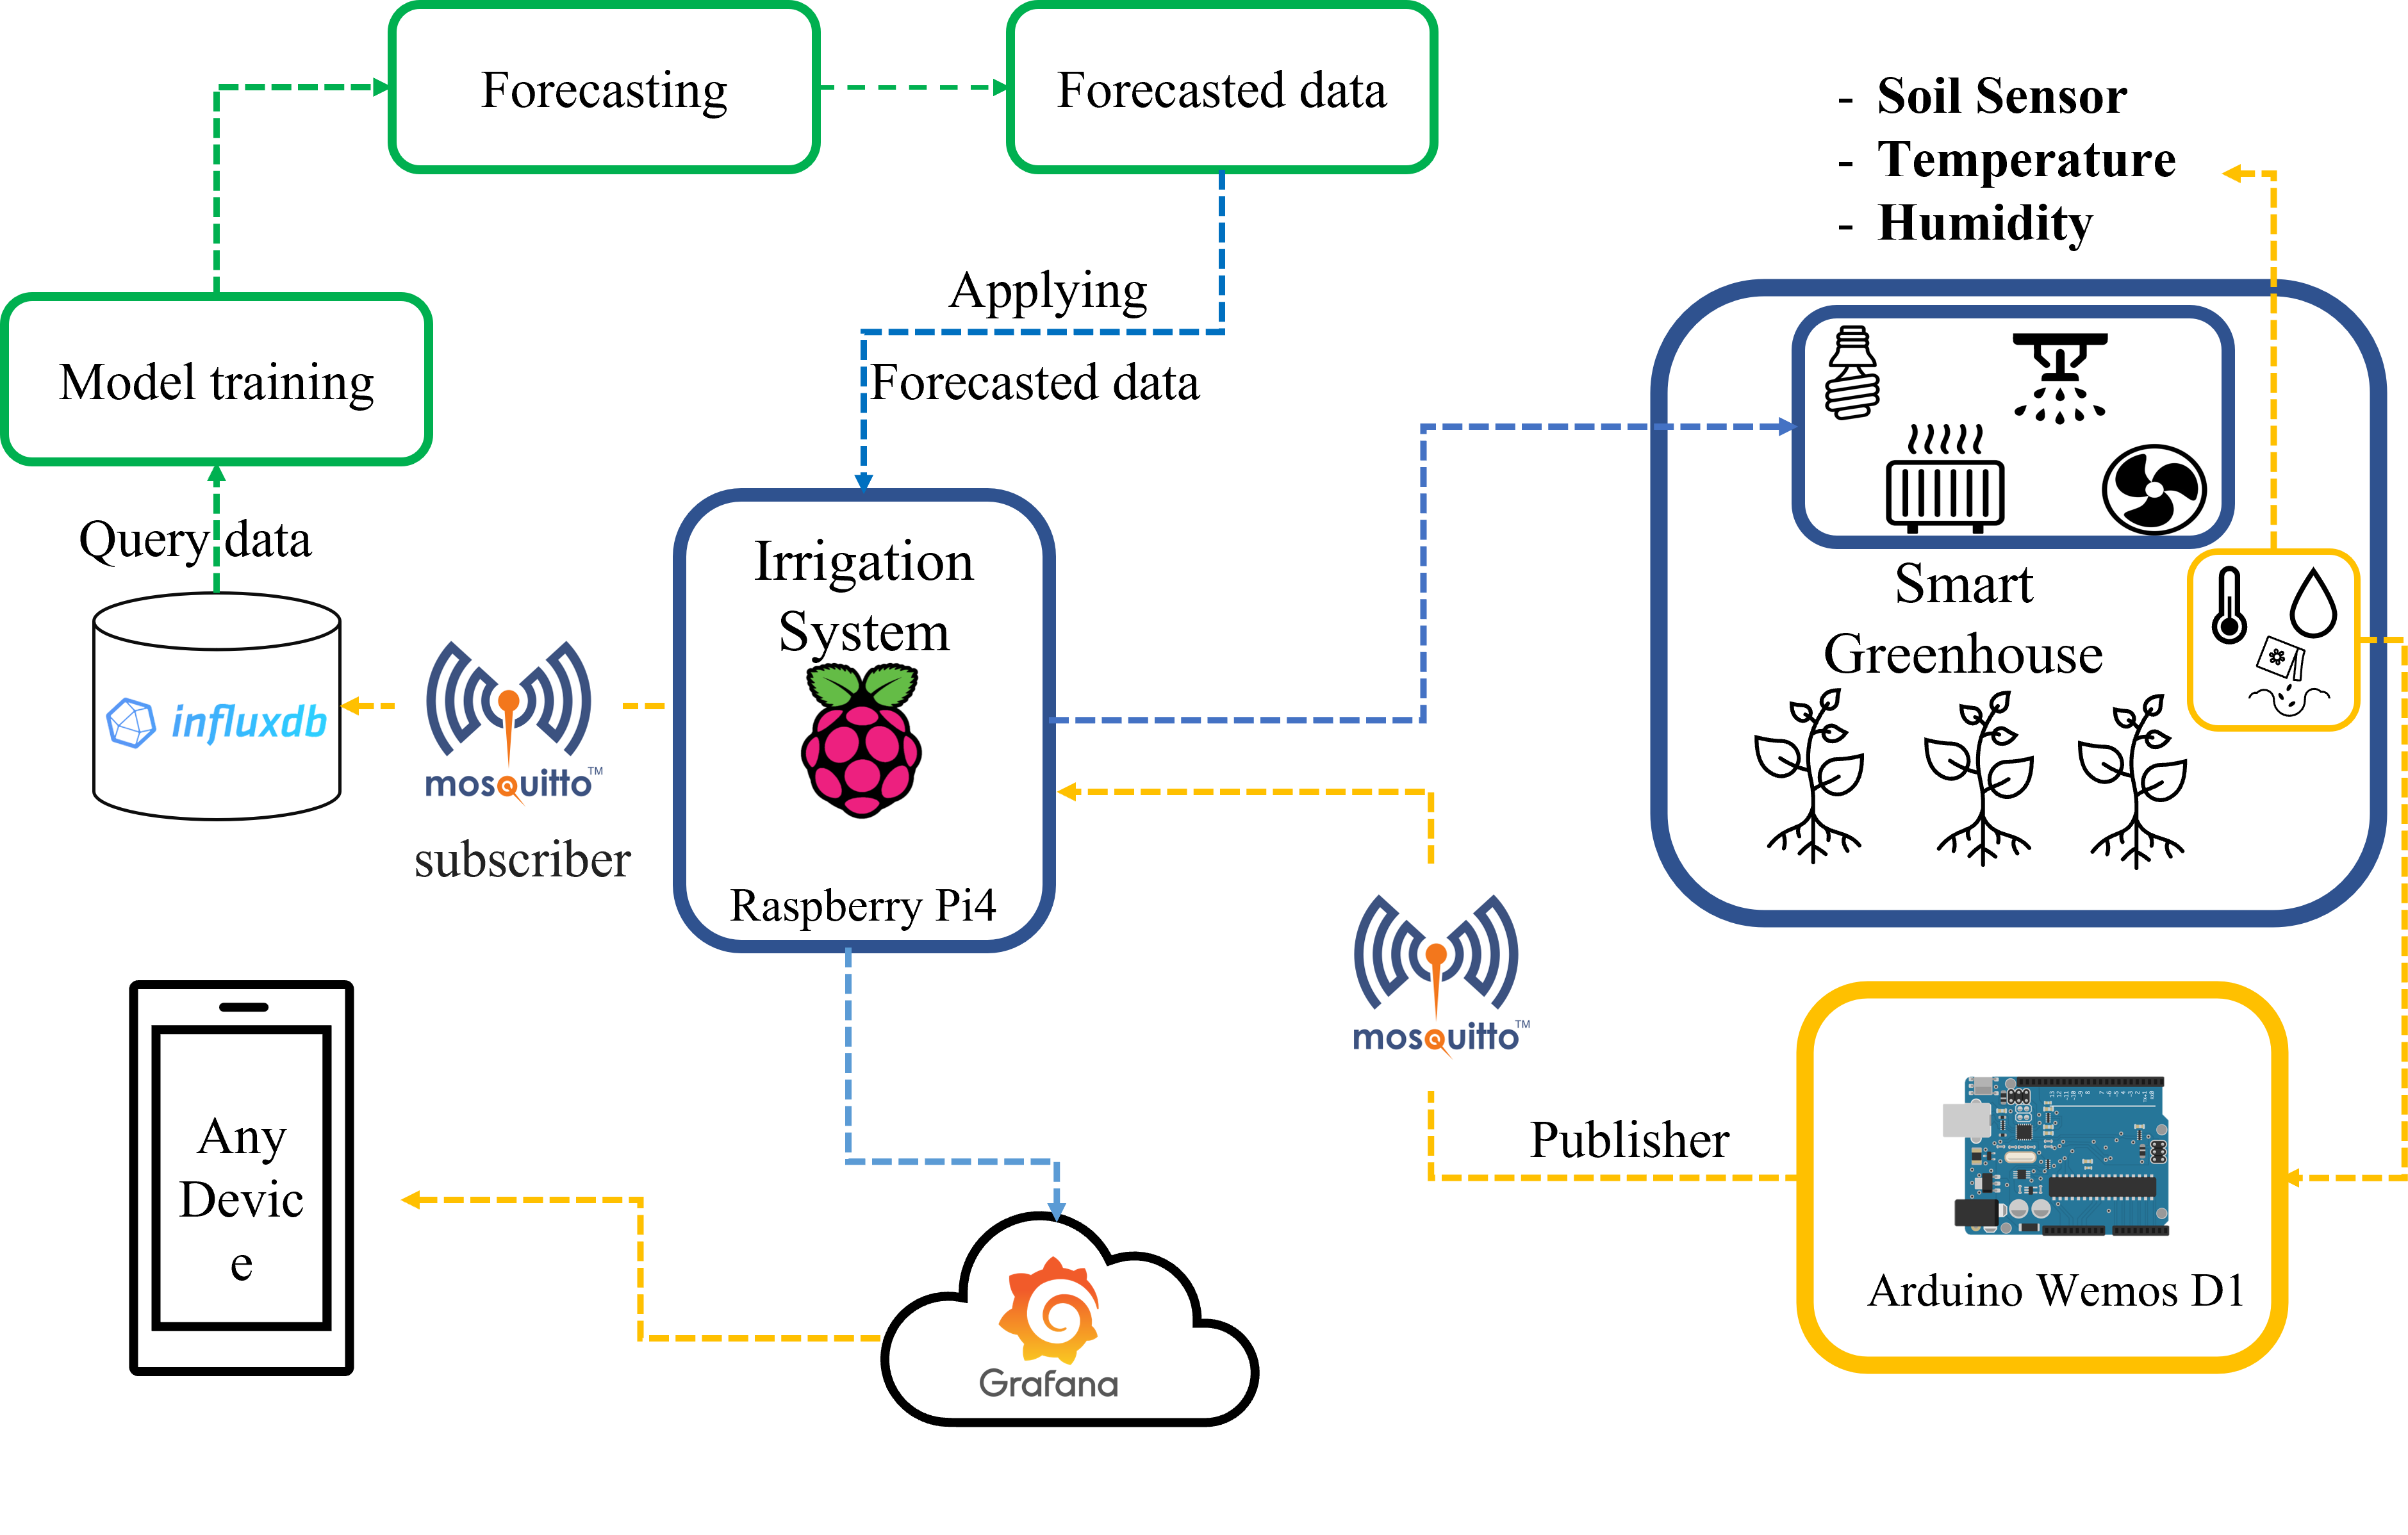 Forecasting
Forecasted data
- Soil Sensor
- Temperature
- Humidity
Applying
Forecasted data
Model training
Query data
influxdb
mosquitto™
subscriber
Irrigation
System
Raspberry Pi4
Smart
Greenhouse
mosquitto™
Publisher
Arduino Wemos D1
Any
Devic
e
Grafana